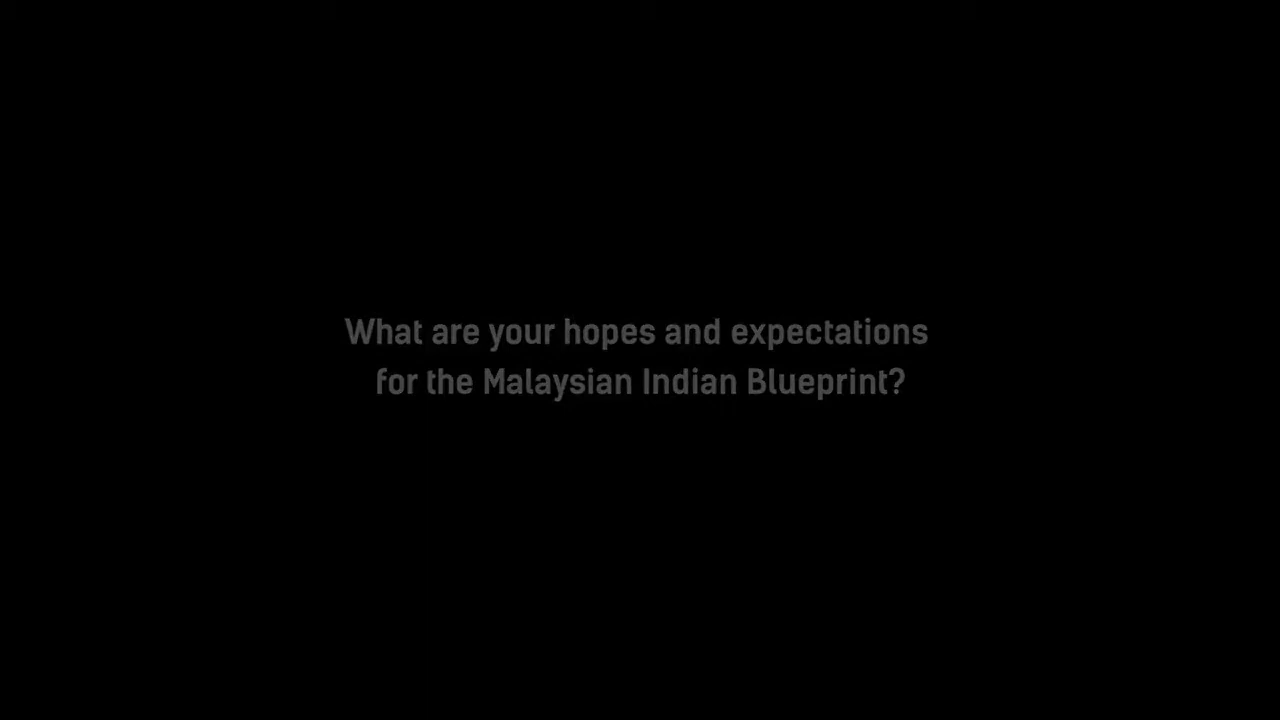 What are your hopes and expectations
for the Malaysian Indian Blueprint?